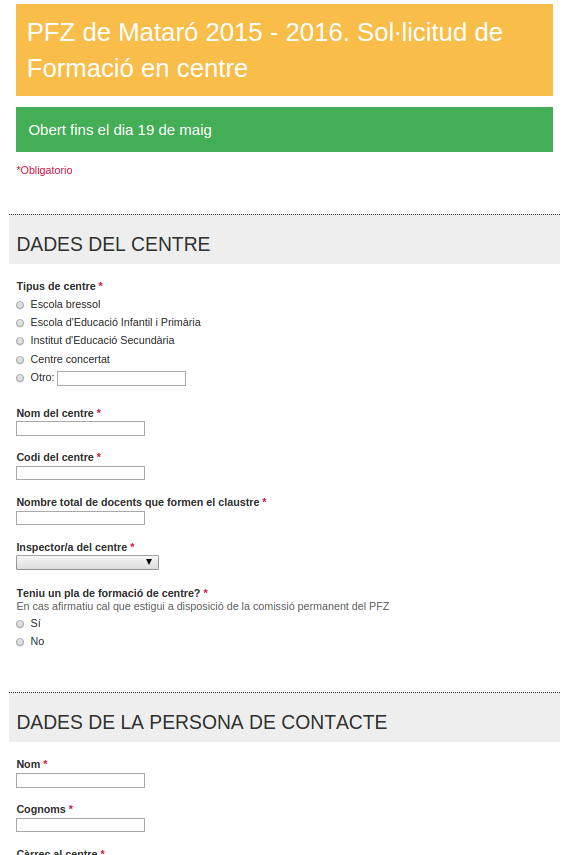 PFZ de Mataró 2015 - 2016. Sol·licitud de
Formació en centre
Obert fins el dia 19 de maig
*Obligatorio
DADES DEL CENTRE
Tipus de centre *
Escola bressol
Escola d'Educació Infantil i Primària
Institut d'Educació Secundària
Centre concertat
Otro:
Nom del centre *
Codi del centre *
Nombre total de docents que formen el claustre *
Inspector/a del centre *
Teniu un pla de formació de centre? *
En cas afirmatiu cal que estigui a disposició de la comissió permanent del PFZ
Sí
No
DADES DE LA PERSONA DE CONTACTE
Nom *
Cognoms *
Càrrec al centre *